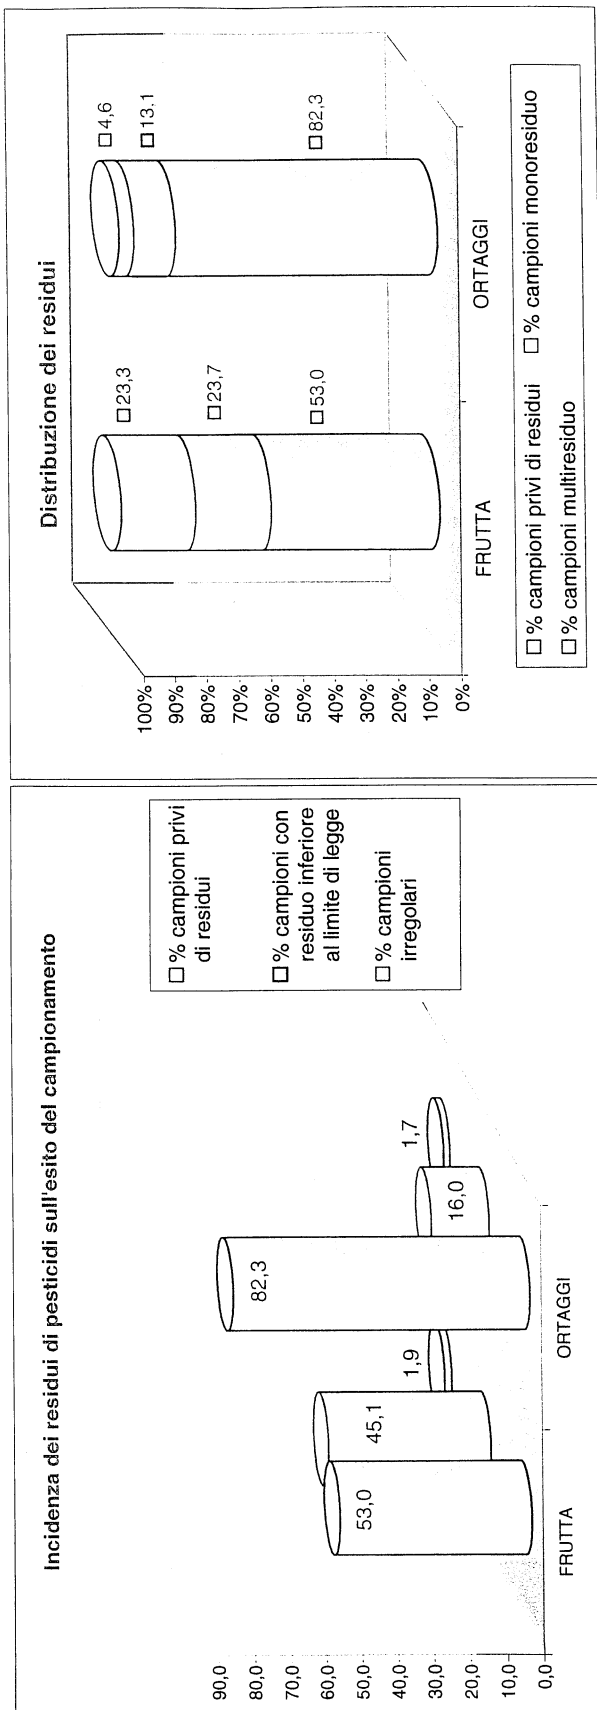 Incidenza dei residui di pesticidi sull'esito del campionamento
90,0
80,0
70,0
60,0
50,0
40,0
30,0
20,0
10,0
0,0
53,0
45,1
1,9
82,3
16,0
1,7
FRUTTA
ORTAGGI
% campioni privi
di residui
% campioni con
residuo inferiore
al limite di legge
% campioni
irregolari
Distribuzione dei residui
100%
90%
80%
70%
60%
50%
40%
30%
20%
10%
0%
23,3
23,7
53,0
4,6
13,1
82,3
FRUTTA
ORTAGGI
% campioni privi di residui % campioni monoresiduo
% campioni multiresiduo